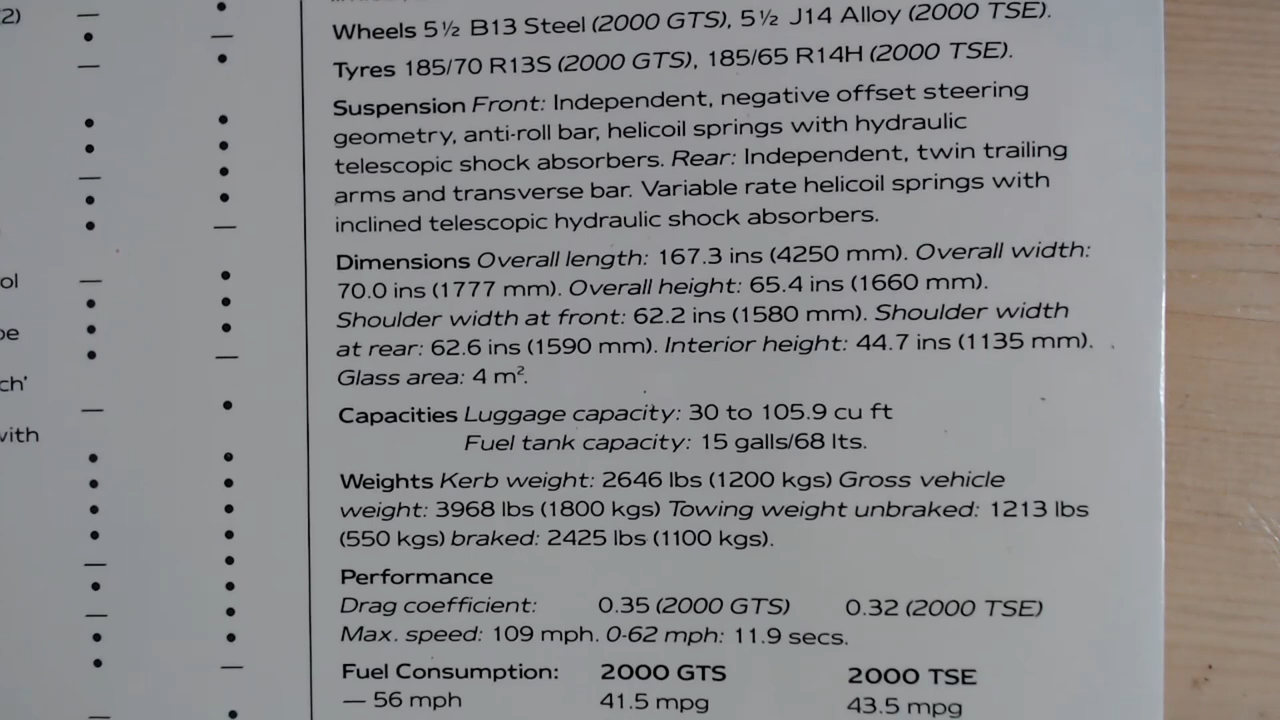 2)
ol
pe
ch'
with
Wheels 5½ B13 Steel (2000 GTS), 5½ J14 Alloy (2000 TSE).
Tyres 185/70 R13S (2000 GTS), 185/65 R14H (2000 TSE).
Suspension Front: Independent, negative offset steering
geometry, anti-roll bar, helicoil springs with hydraulic
telescopic shock absorbers. Rear: Independent, twin trailing
arms and transverse bar. Variable rate helicoil springs with
inclined telescopic hydraulic shock absorbers.
Dimensions Overall length: 167.3 ins (4250 mm). Overall width:
70.0 ins (1777 mm). Overall height: 65.4 ins (1660 mm).
Shoulder width at front: 62.2 ins (1580 mm). Shoulder width
at rear: 62.6 ins (1590 mm). Interior height: 44.7 ins (1135 mm).
Glass area: 4 m².
Capacities Luggage capacity: 30 to 105.9 cu ft
Fuel tank capacity: 15 galls/68 lts.
Weights Kerb weight: 2646 lbs (1200 kgs) Gross vehicle
weight: 3968 lbs (1800 kgs) Towing weight unbraked: 1213 lbs
(550 kgs) braked: 2425 lbs (1100 kgs).
Performance
Drag coefficient: 0.35 (2000 GTS) 0.32 (2000 TSE)
Max. speed: 109 mph. 0-62 mph: 11.9 secs.
Fuel Consumption: 2000 GTS 2000 TSE
— 56 mph 41.5 mpg 43.5 mpg